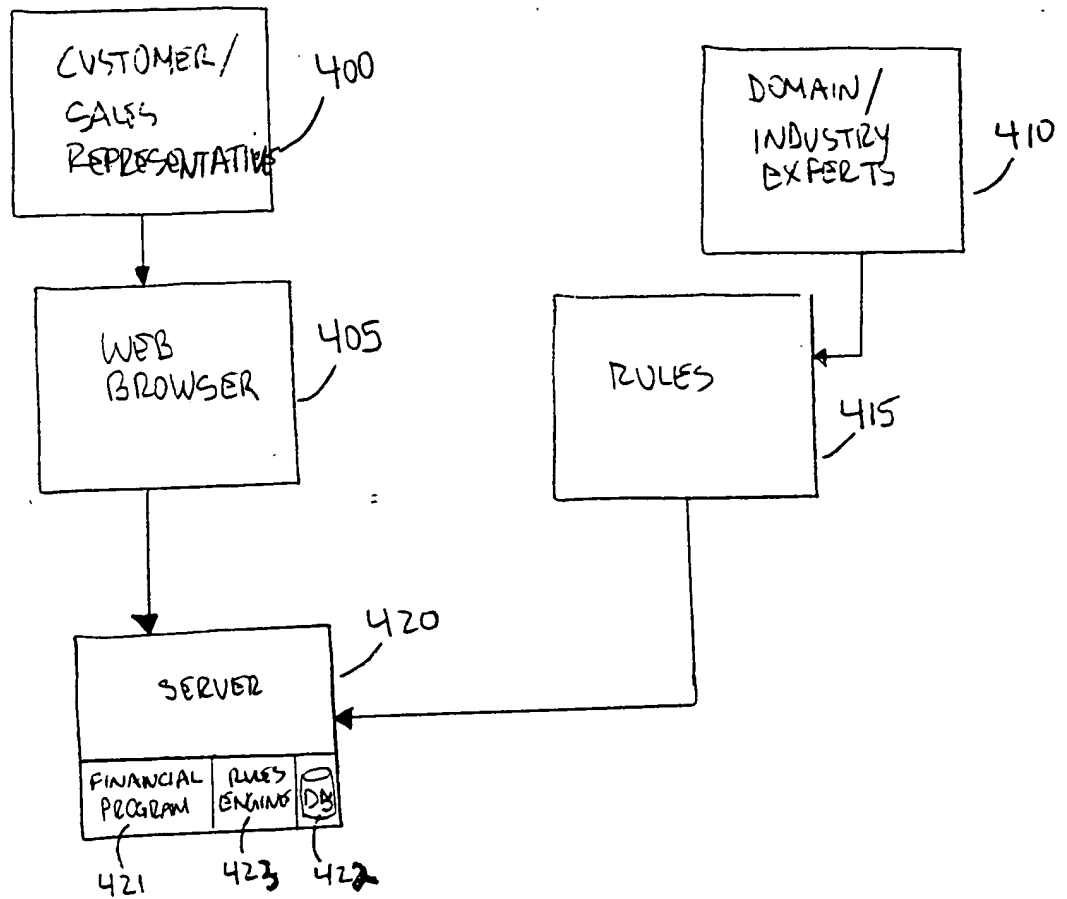 CUSTOMER/
SALES
REPRESENTATIVE
400
DOMAIN/
INDUSTRY
EXPERTS
410
WEB
BROWSER
405
RULES
415
SERVER
420
FINANCIAL
PROGRAM
RULES
ENGINE
DB
421
423
422